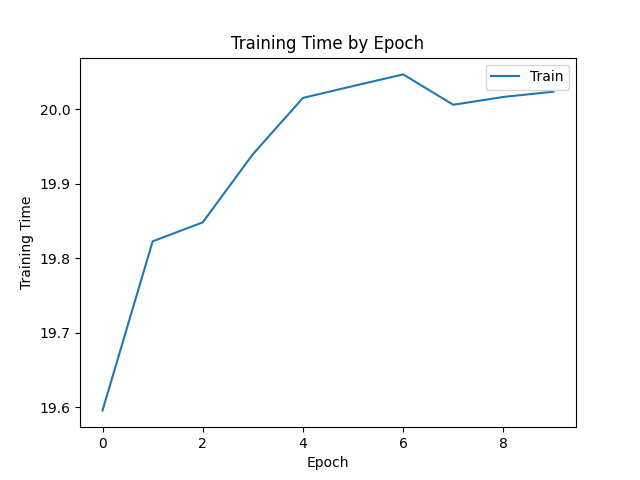 Training Time by Epoch
Train
20.0
19.9
19.8
19.7
19.6
Training Time
0 2 4 6 8
Epoch